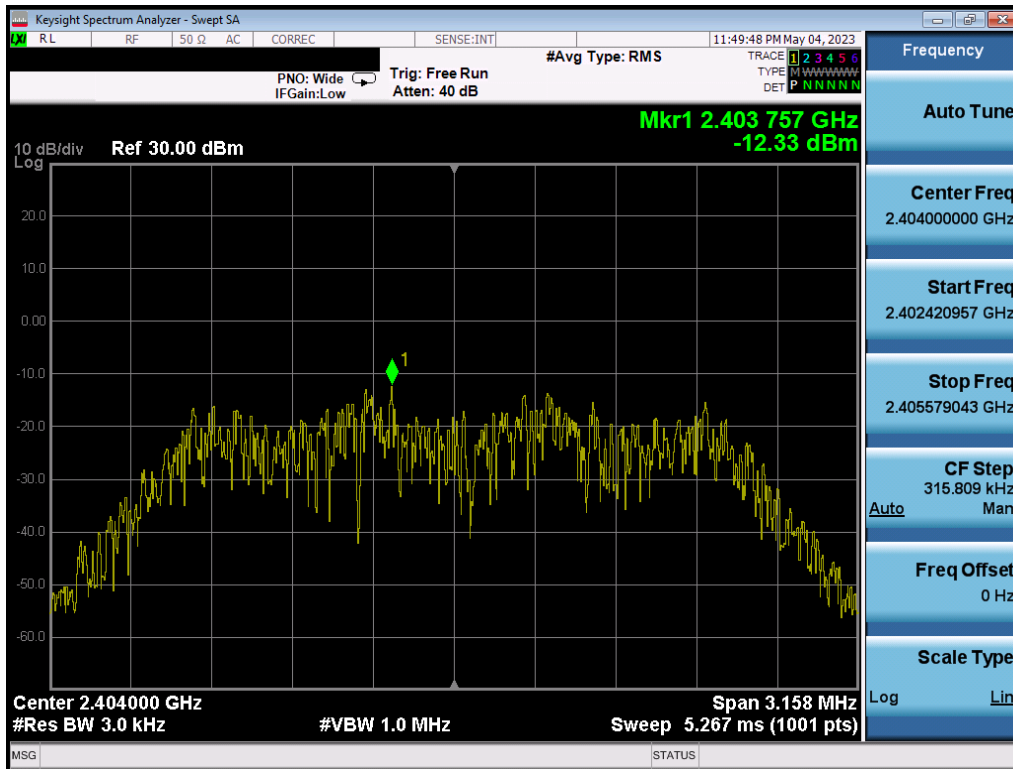 Keysight Spectrum Analyzer - Swept SA
LXI RL RF 50 Ω AC CORREC SENSE:INT 11:49:48 PM May 04, 2023
#Avg Type: RMS
TRACE 1 2 3 4 5 6
PNO: Wide Trig: Free Run TYPE M WWWWW
IFGain:Low Atten: 40 dB DET P N N N N N
Mkr1 2.403 757 GHz
-12.33 dBm
10 dB/div Ref 30.00 dBm
Log
20.0
10.0
0.00
1
-10.0
-20.0
-30.0
-40.0
-50.0
-60.0
Center 2.404000 GHz Span 3.158 MHz
#Res BW 3.0 kHz #VBW 1.0 MHz Sweep 5.267 ms (1001 pts)
MSG STATUS
Frequency
Auto Tune
Center Freq
2.404000000 GHz
Start Freq
2.402420957 GHz
Stop Freq
2.405579043 GHz
CF Step
315.809 kHz
Auto Man
Freq Offset
0 Hz
Scale Type
Log Lin